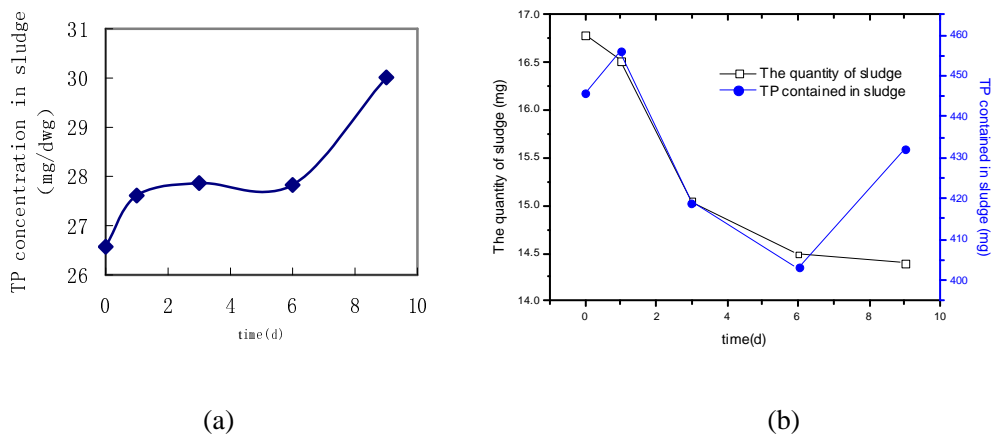 TP concentration in sludge
(mg/dwg)
31
30
29
28
27
26
0 2 4 6 8 10
time(d)
(a)
The quantity of sludge (mg)
17.0
16.5
16.0
15.5
15.0
14.5
14.0
The quantity of sludge
TP contained in sludge
460
450
440
430
420
410
400
TP contained in
sludge (mg)
0 2 4 6 8 10
time(d)
(b)